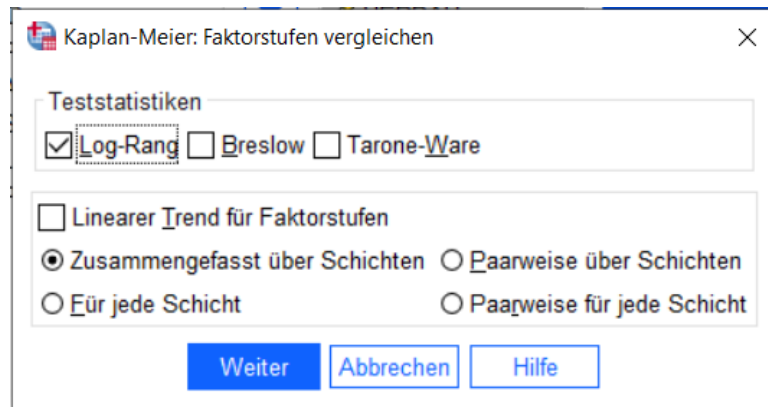 Kaplan-Meier: Faktorstufen vergleichen
Teststatistiken
Log-Rang Breslow Tarone-Ware
Linearer Trend für Faktorstufen
Zusammengefasst über Schichten Paarweise über Schichten
Für jede Schicht Paarweise für jede Schicht
Weiter Abbrechen Hilfe